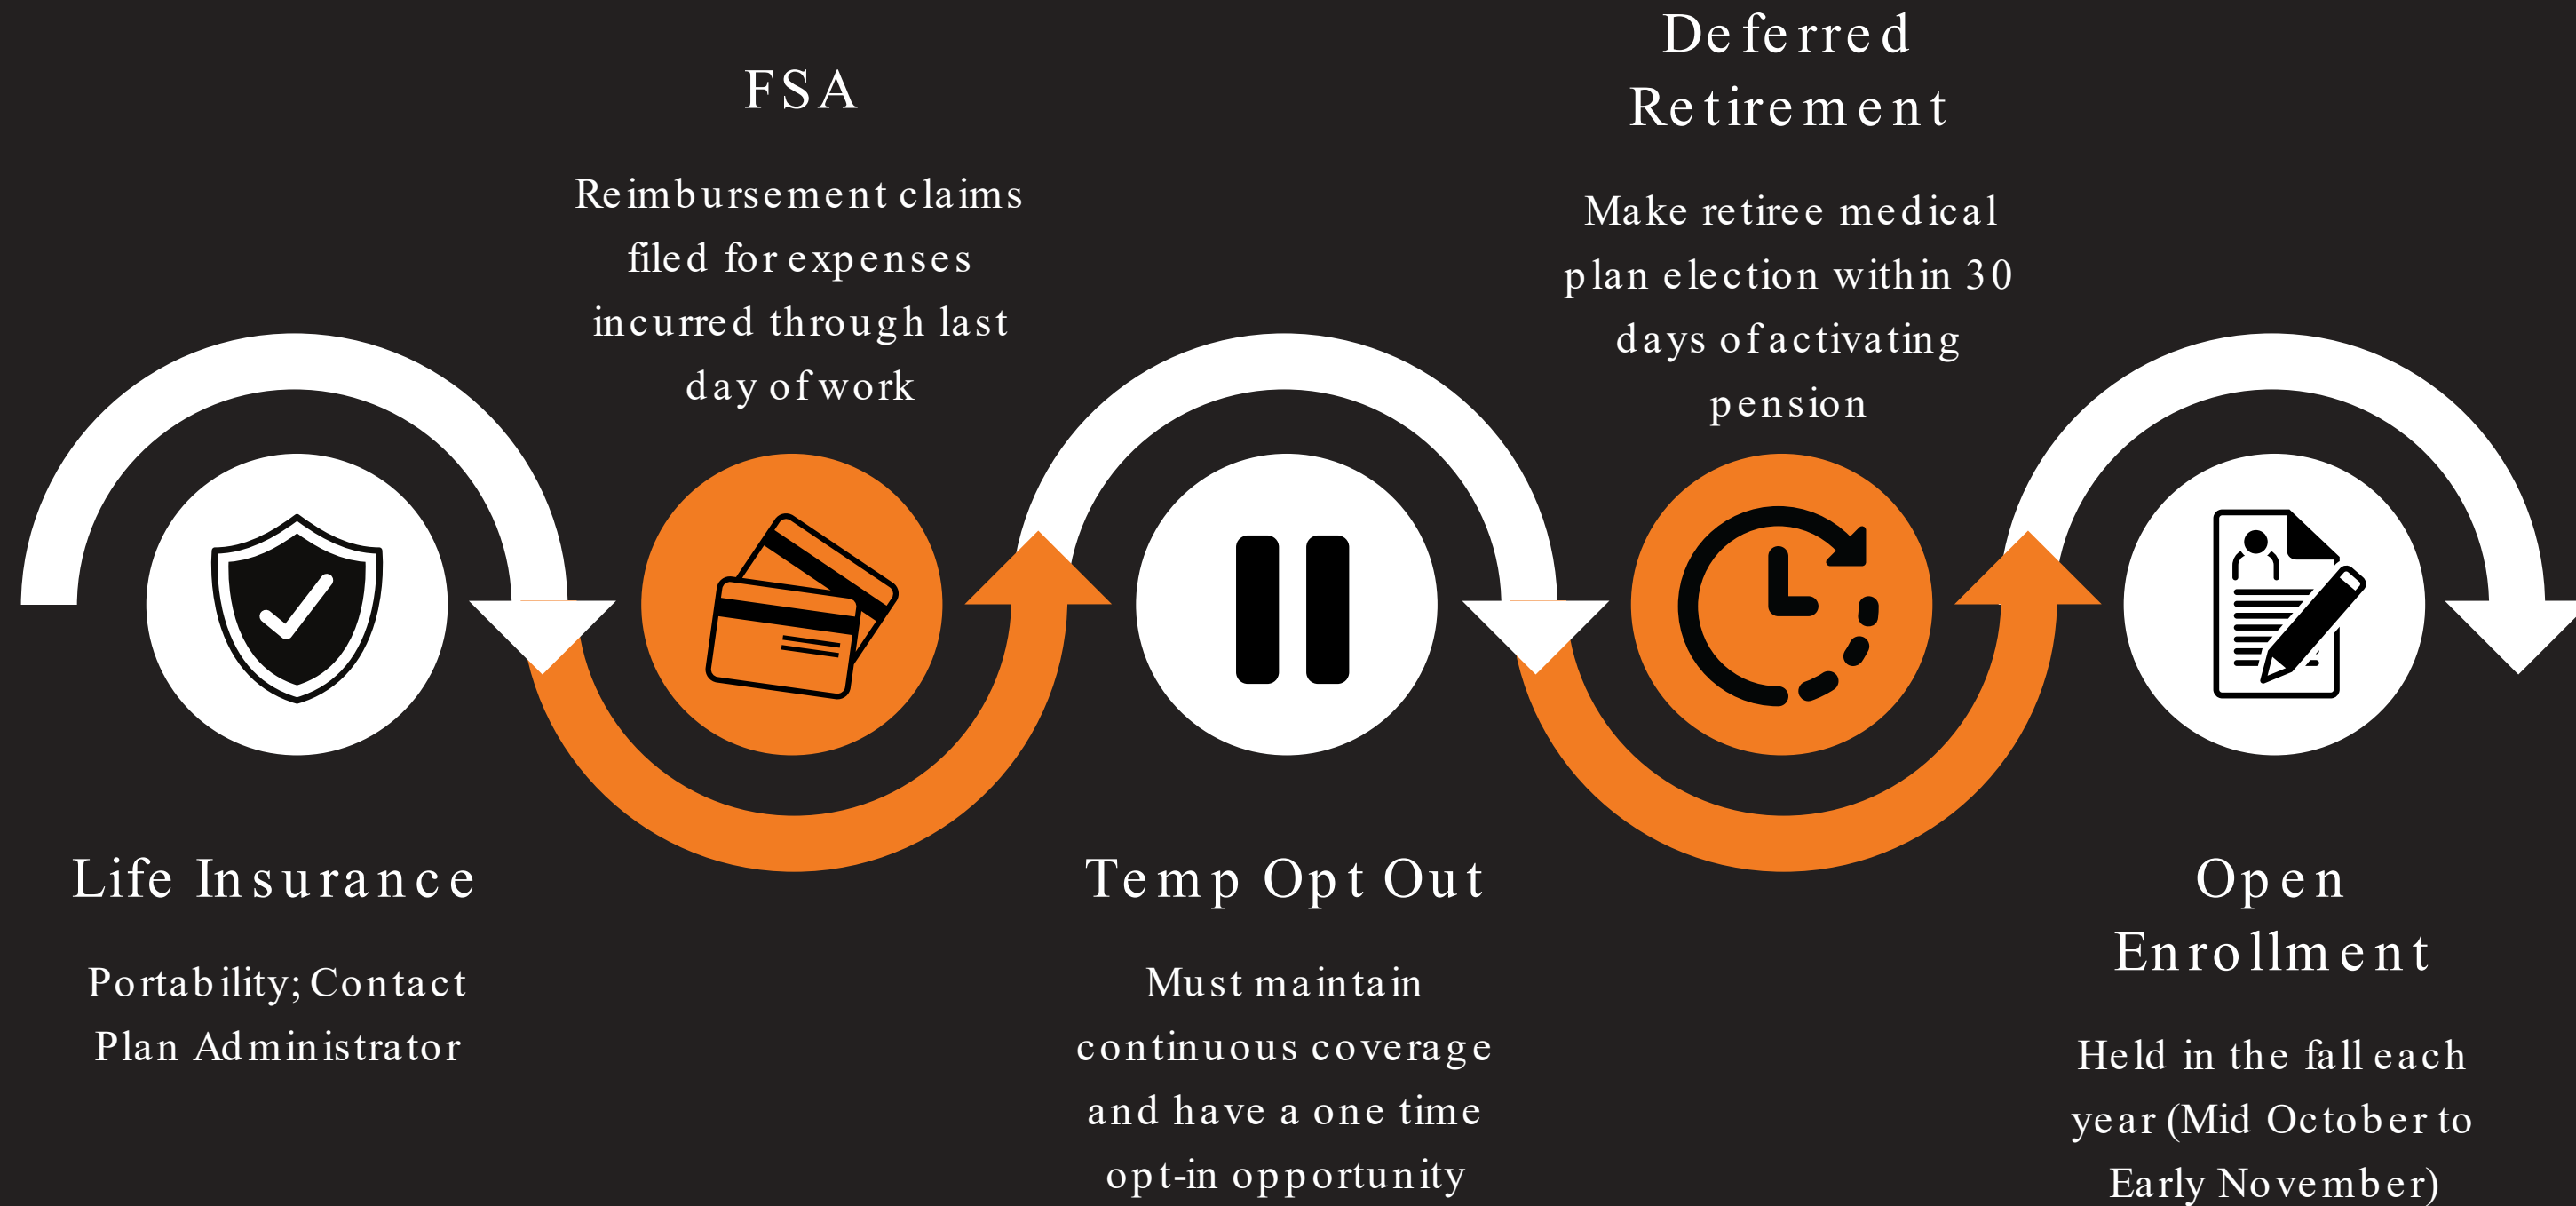 Life Insurance
Portability; Contact
Plan Administrator
FSA
Reimbursement claims
filed for expenses
incurred through last
day of work
Temp Opt Out
Must maintain
continuous coverage
and have a one time
opt-in opportunity
Deferred
Retirement
Make retiree medical
plan election within 30
days of activating
pension
Open
Enrollment
Held in the fall each
year (Mid October to
Early November)